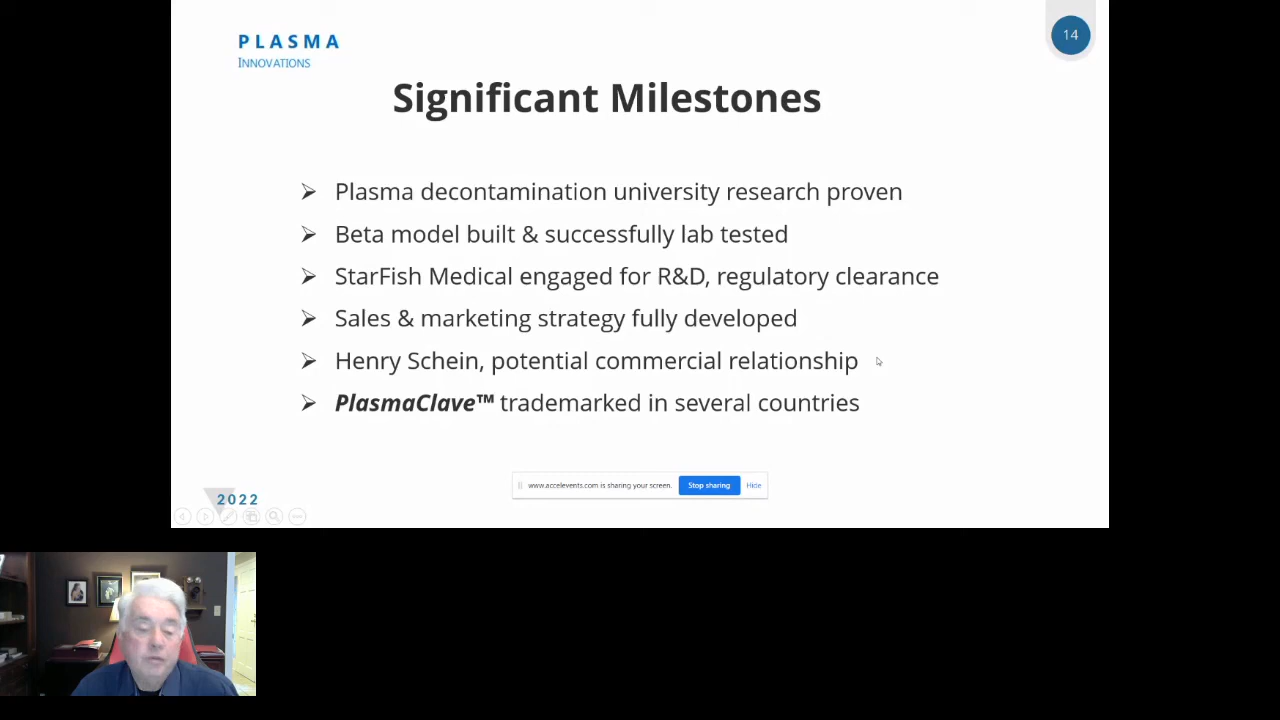 PLASMA
INNOVATIONS
14
Significant Milestones
Plasma decontamination university research proven
Beta model built & successfully lab tested
StarFish Medical engaged for R&D, regulatory clearance
Sales & marketing strategy fully developed
Henry Schein, potential commercial relationship
PlasmaClave™ trademarked in several countries
www.accelevents.com is sharing your screen. Stop sharing Hide
2022